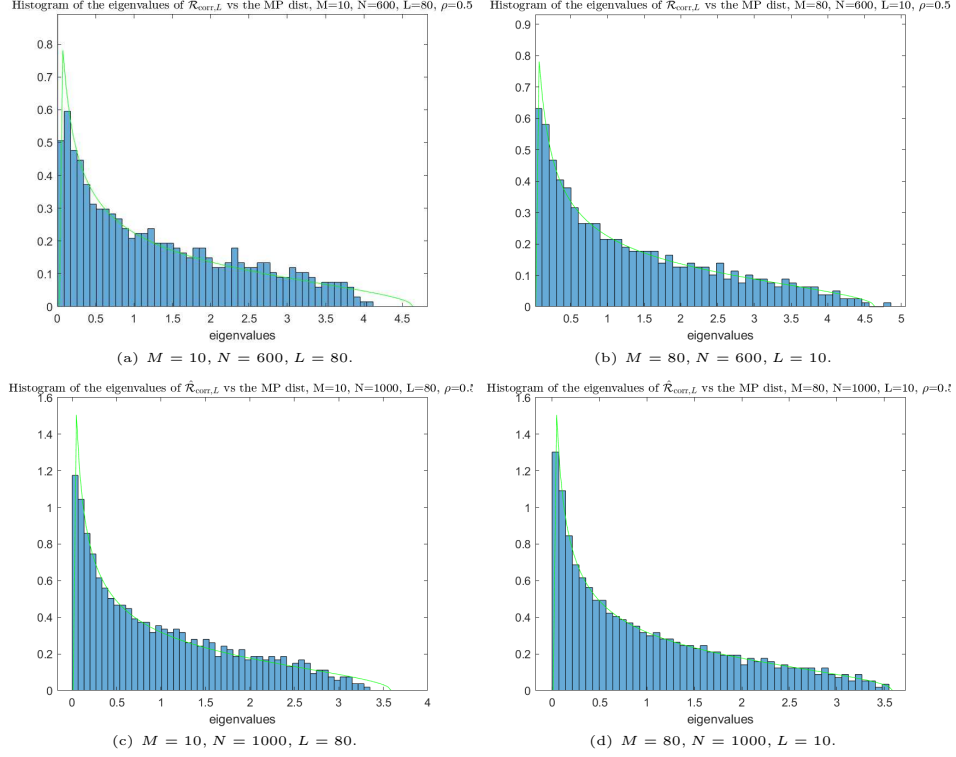 Histogram of the eigenvalues of R_corr,L vs the MP dist, M=10, N=600, L=80, ρ=0.5
0.8
0.7
0.6
0.5
0.4
0.3
0.2
0.1
0
0 0.5 1 1.5 2 2.5 3 3.5 4 4.5
eigenvalues
(a) M = 10, N = 600, L = 80.
Histogram of the eigenvalues of R_corr,L vs the MP dist, M=80, N=600, L=10, ρ=0.5
0.9
0.8
0.7
0.6
0.5
0.4
0.3
0.2
0.1
0
0.5 1 1.5 2 2.5 3 3.5 4 4.5 5
eigenvalues
(b) M = 80, N = 600, L = 10.
Histogram of the eigenvalues of R̂_corr,L vs the MP dist, M=10, N=1000, L=80, ρ=0.
1.6
1.4
1.2
1
0.8
0.6
0.4
0.2
0
0 0.5 1 1.5 2 2.5 3 3.5 4
eigenvalues
(c) M = 10, N = 1000, L = 80.
Histogram of the eigenvalues of R̂_corr,L vs the MP dist, M=80, N=1000, L=10, ρ=0.
1.6
1.4
1.2
1
0.8
0.6
0.4
0.2
0
0 0.5 1 1.5 2 2.5 3 3.5
eigenvalues
(d) M = 80, N = 1000, L = 10.